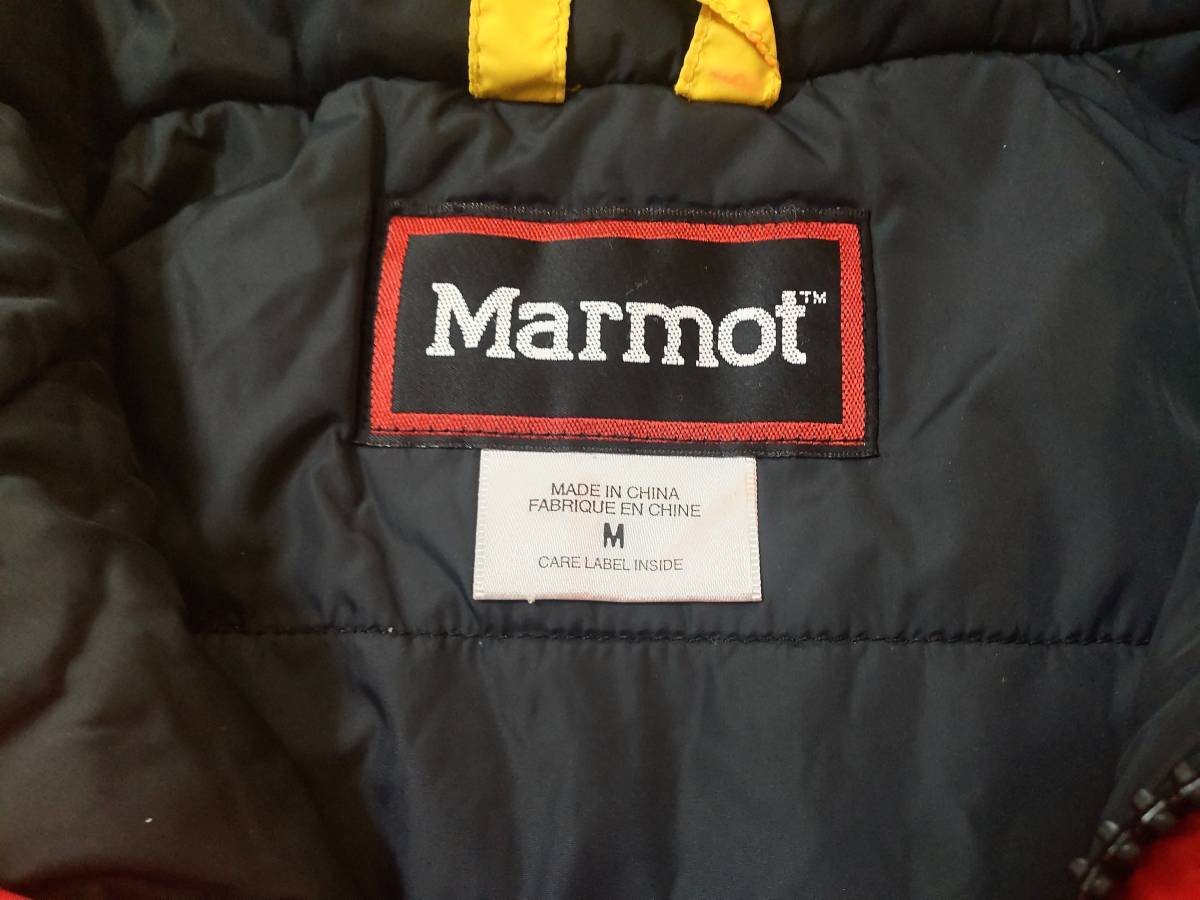 Marmot™
MADE IN CHINA
FABRIQUE EN CHINE
M
CARE LABEL INSIDE